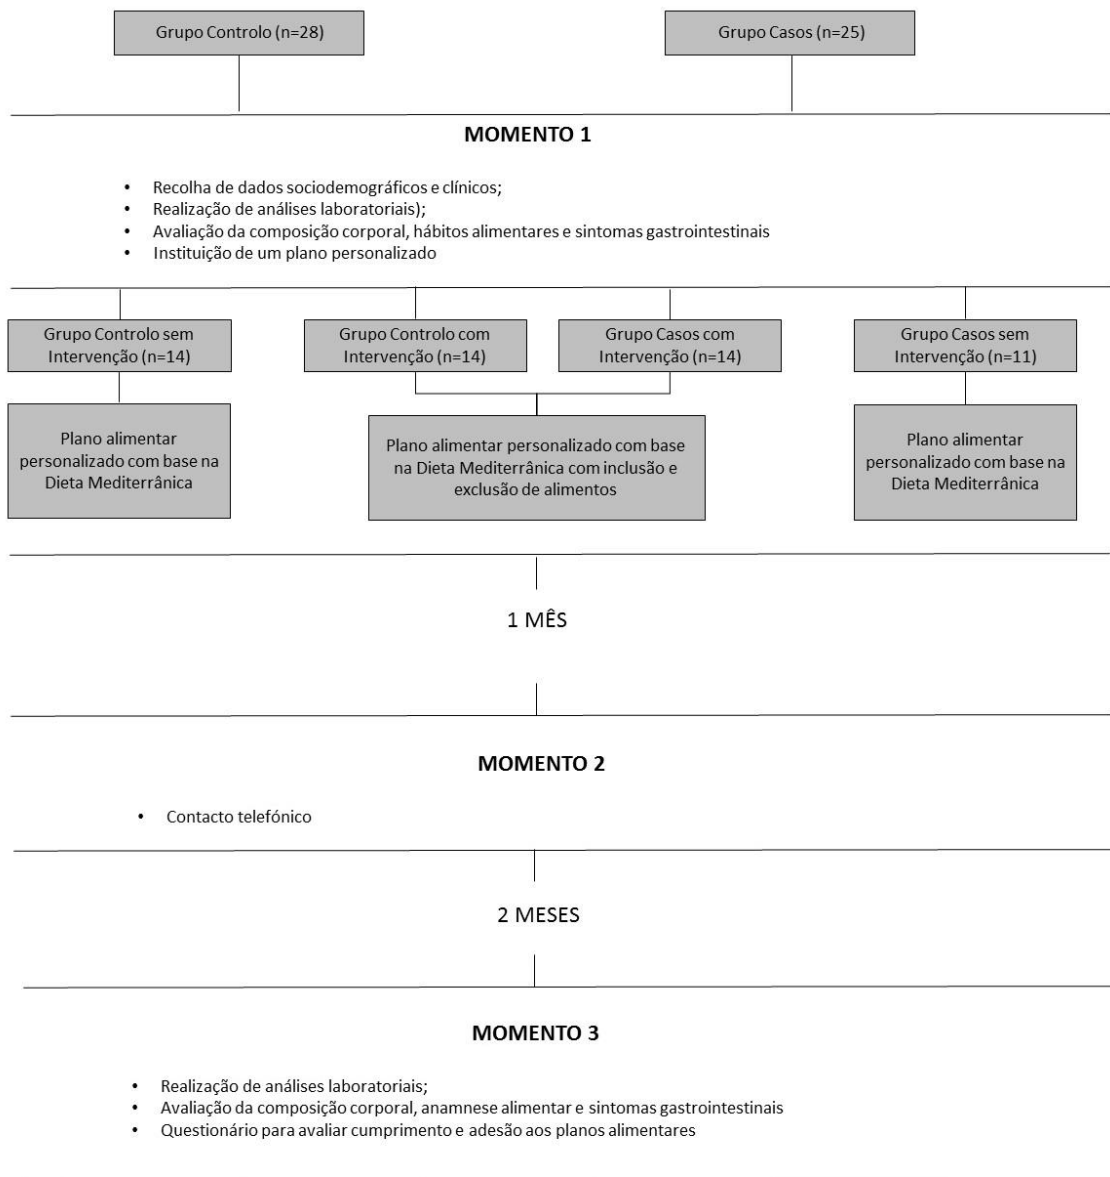 Grupo Controlo (n=28)
Grupo Casos (n=25)
MOMENTO 1
• Recolha de dados sociodemográficos e clínicos;
• Realização de análises laboratoriais);
• Avaliação da composição corporal, hábitos alimentares e sintomas gastrointestinais
• Instituição de um plano personalizado
Grupo Controlo sem
Intervenção (n=14)
Grupo Controlo com
Intervenção (n=14)
Grupo Casos com
Intervenção (n=14)
Grupo Casos sem
Intervenção (n=11)
Plano alimentar
personalizado com base na
Dieta Mediterrânica
Plano alimentar personalizado com base
na Dieta Mediterrânica com inclusão e
exclusão de alimentos
Plano alimentar
personalizado com base na
Dieta Mediterrânica
1 MÊS
MOMENTO 2
• Contacto telefónico
2 MESES
MOMENTO 3
• Realização de análises laboratoriais;
• Avaliação da composição corporal, anamnese alimentar e sintomas gastrointestinais
• Questionário para avaliar cumprimento e adesão aos planos alimentares